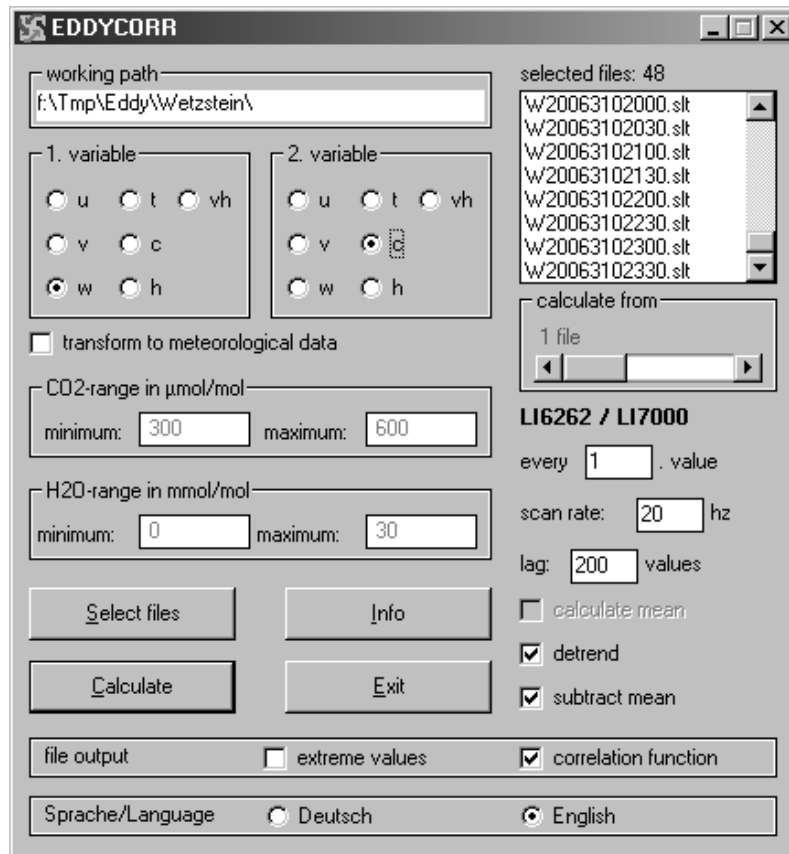 EDDYCORR
working path
f:\Tmp\Eddy\Wetzstein\
1. variable
u t vh
v c
w h
2. variable
u t vh
v c
w h
transform to meteorological data
CO2-range in µmol/mol
minimum: 300 maximum: 600
H2O-range in mmol/mol
minimum: 0 maximum: 30
Select files Info
Calculate Exit
selected files: 48
W20063102000.slt
W20063102030.slt
W20063102100.slt
W20063102130.slt
W20063102200.slt
W20063102230.slt
W20063102300.slt
W20063102330.slt
calculate from
1 file
LI6262 / LI7000
every 1 . value
scan rate: 20 hz
lag: 200 values
calculate mean
detrend
subtract mean
file output extreme values correlation function
Sprache/Language Deutsch English